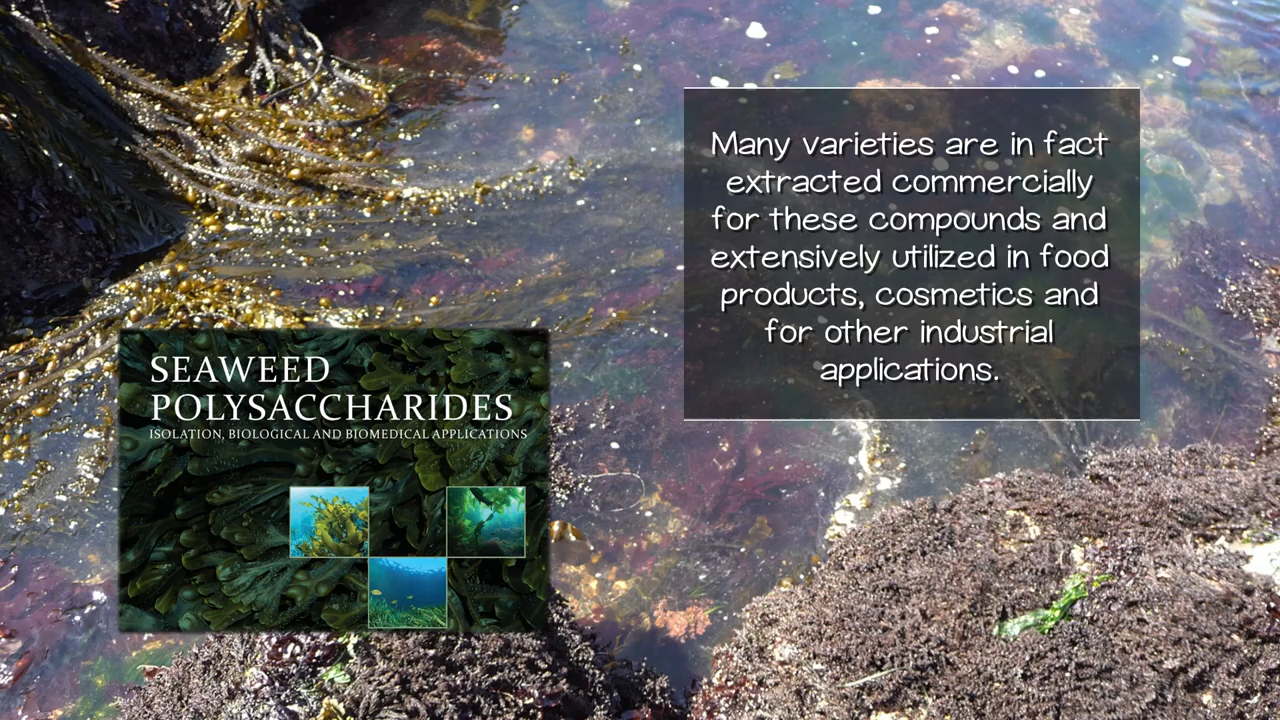 SEAWEED
POLYSACCHARIDES
ISOLATION, BIOLOGICAL AND BIOMEDICAL APPLICATIONS
Many varieties are in fact
extracted commercially
for these compounds and
extensively utilized in food
products, cosmetics and
for other industrial
applications.